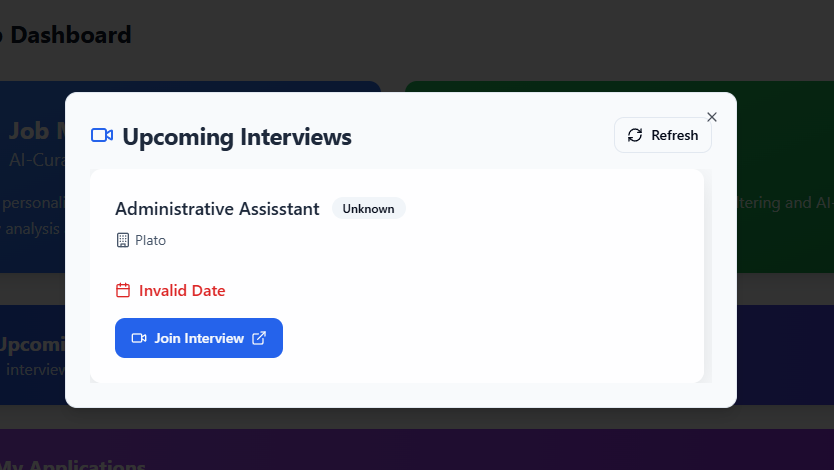 Dashboard
Job
AI-Cura
personali
tering and AI-
analysis
Upcoming Interviews
Refresh
Administrative Assisstant
Unknown
Plato
Invalid Date
Join Interview
Upcomi
interview
My Applications